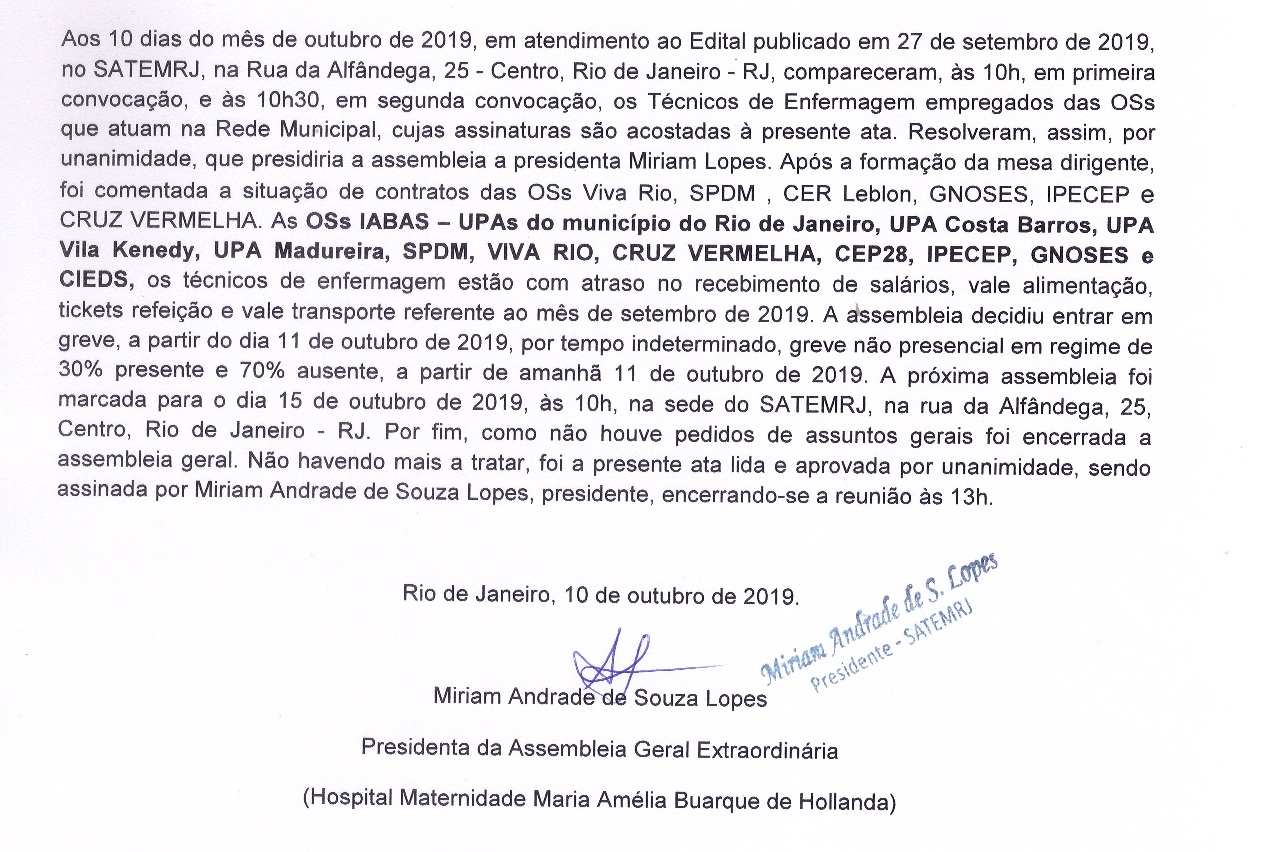 Aos 10 dias do mês de outubro de 2019, em atendimento ao Edital publicado em 27 de setembro de 2019,
no SATEMRJ, na Rua da Alfândega, 25 - Centro, Rio de Janeiro - RJ, compareceram, às 10h, em primeira
convocação, e às 10h30, em segunda convocação, os Técnicos de Enfermagem empregados das OSs
que atuam na Rede Municipal, cujas assinaturas são acostadas à presente ata. Resolveram, assim, por
unanimidade, que presidiria a assembleia a presidenta Miriam Lopes. Após a formação da mesa dirigente,
foi comentada a situação de contratos das OSs Viva Rio, SPDM , CER Leblon, GNOSES, IPECEP e
CRUZ VERMELHA. As OSs IABAS – UPAs do município do Rio de Janeiro, UPA Costa Barros, UPA
Vila Kenedy, UPA Madureira, SPDM, VIVA RIO, CRUZ VERMELHA, CEP28, IPECEP, GNOSES e
CIEDS, os técnicos de enfermagem estão com atraso no recebimento de salários, vale alimentação,
tickets refeição e vale transporte referente ao mês de setembro de 2019. A assembleia decidiu entrar em
greve, a partir do dia 11 de outubro de 2019, por tempo indeterminado, greve não presencial em regime de
30% presente e 70% ausente, a partir de amanhã 11 de outubro de 2019. A próxima assembleia foi
marcada para o dia 15 de outubro de 2019, às 10h, na sede do SATEMRJ, na rua da Alfândega, 25,
Centro, Rio de Janeiro - RJ. Por fim, como não houve pedidos de assuntos gerais foi encerrada a
assembleia geral. Não havendo mais a tratar, foi a presente ata lida e aprovada por unanimidade, sendo
assinada por Miriam Andrade de Souza Lopes, presidente, encerrando-se a reunião às 13h.
Rio de Janeiro, 10 de outubro de 2019.
Miriam Andrade de S. Lopes
Presidente - SATEMRJ
Miriam Andrade de Souza Lopes
Presidenta da Assembleia Geral Extraordinária
(Hospital Maternidade Maria Amélia Buarque de Hollanda)